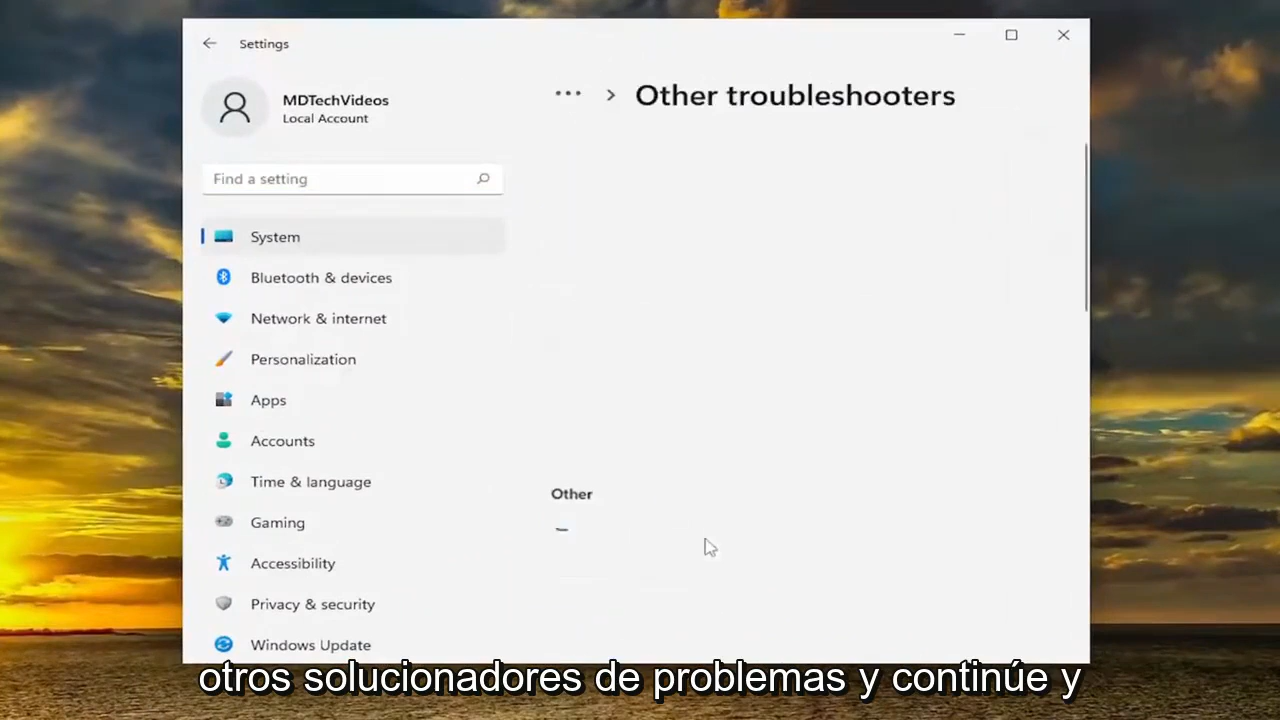 Settings
MDTechVideos
Local Account
Find a setting
System
Bluetooth & devices
Network & internet
Personalization
Apps
Accounts
Time & language
Gaming
Accessibility
Privacy & security
Windows Update
... > Other troubleshooters
Other
otros solucionadores de problemas y continúe y